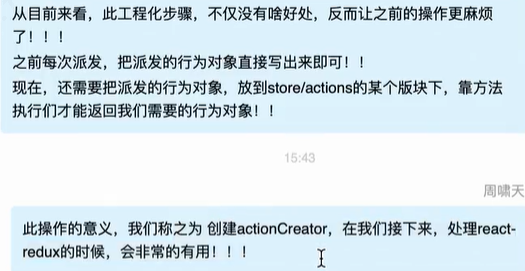 从目前来看，此工程化步骤，不仅没有啥好处，反而让之前的操作更麻烦
了！！！
之前每次派发，把派发的行为对象直接写出来即可！！
现在，还需要把派发的行为对象，放到store/actions的某个版块下，靠方法
执行们才能返回我们需要的行为对象！！
15:43
周啸天
此操作的意义，我们称之为 创建actionCreator，在我们接下来，处理react-
redux的时候，会非常的有用！！！